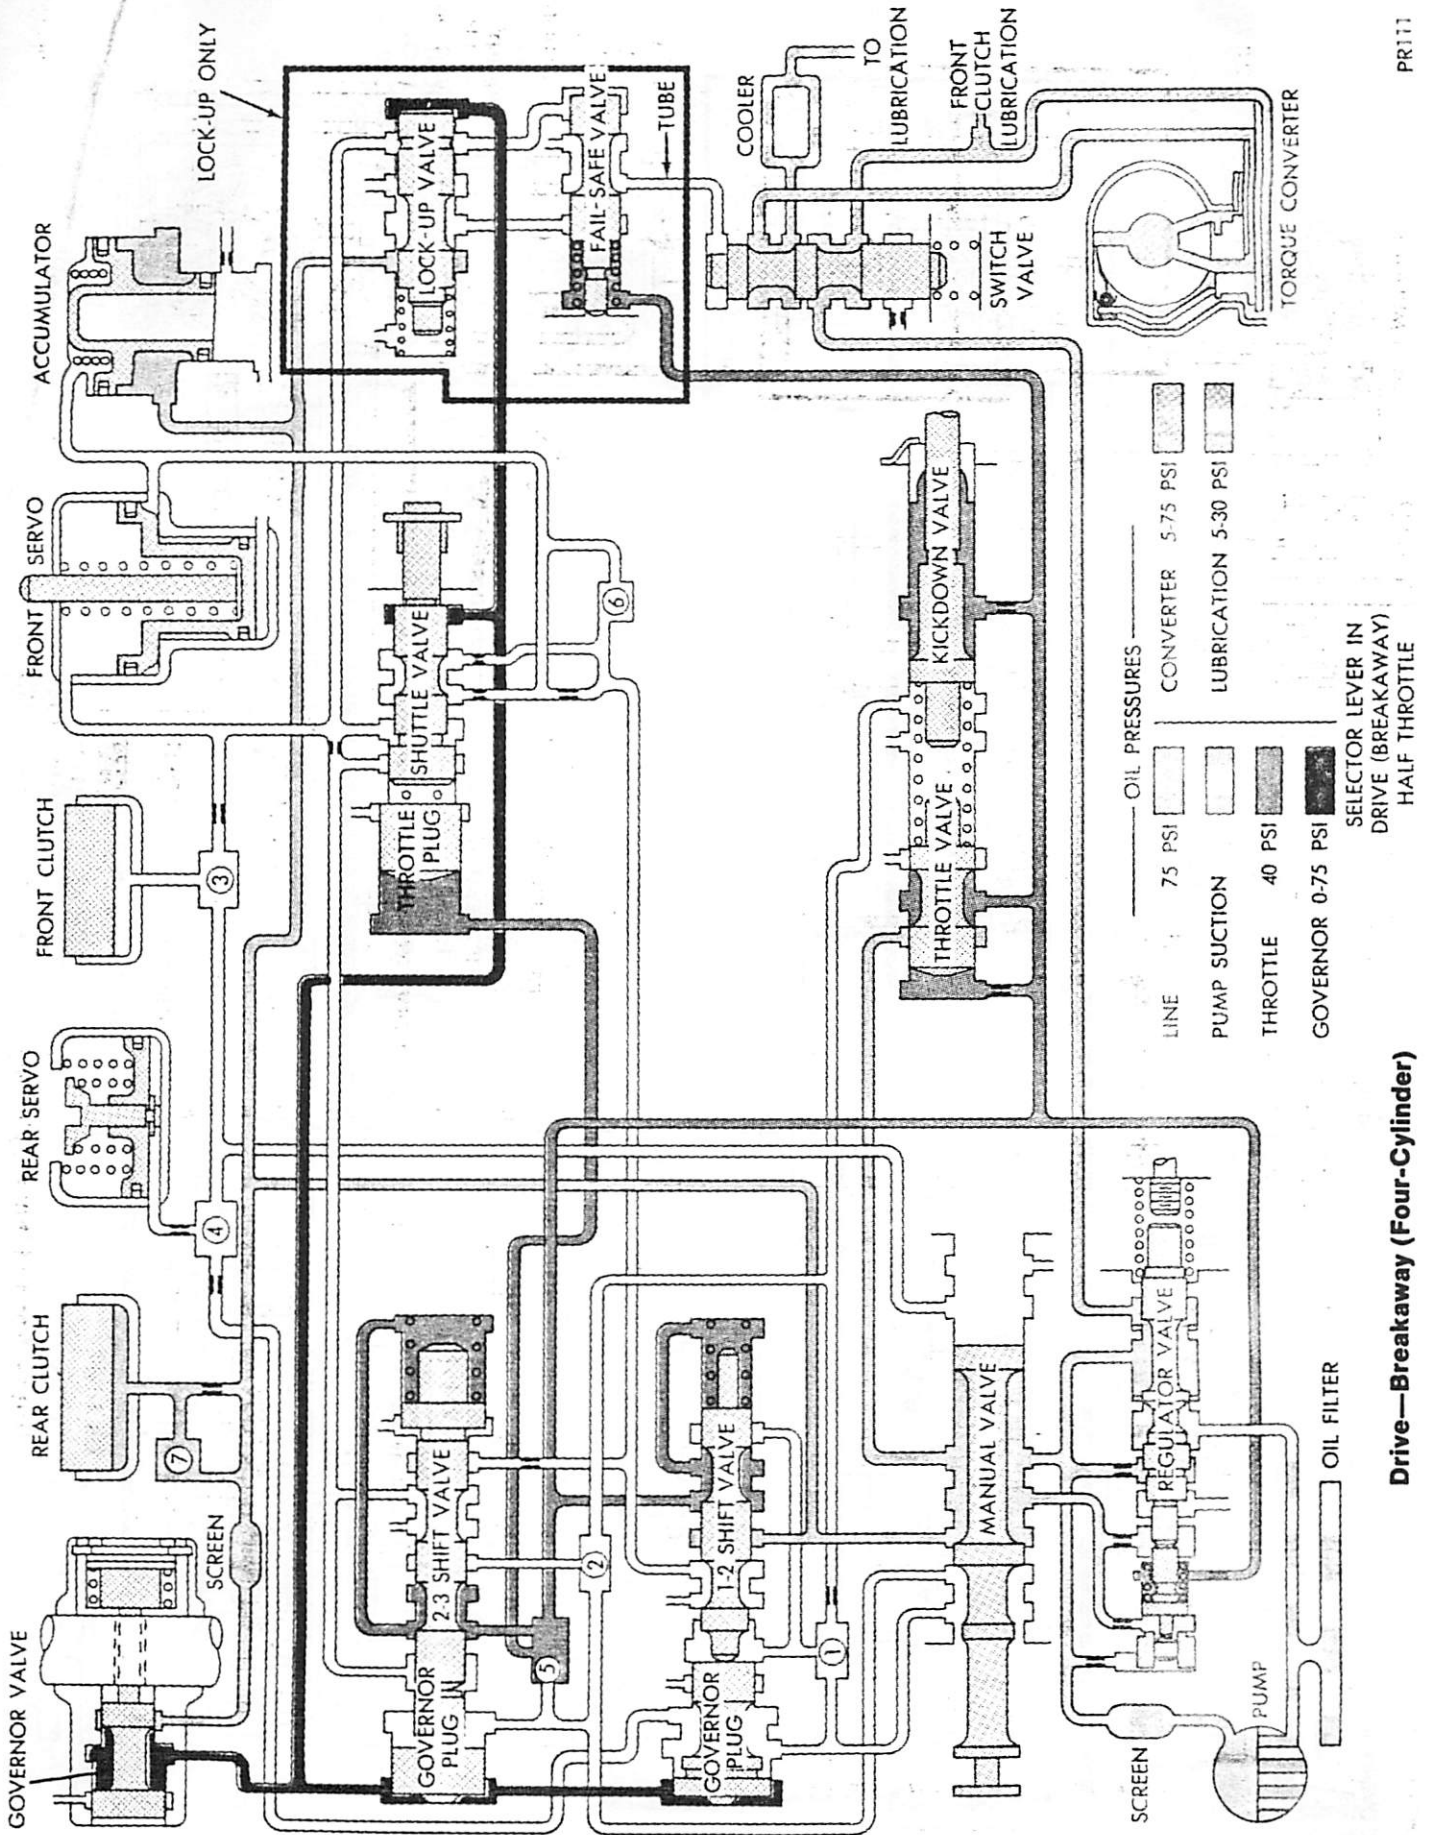 GOVERNOR VALVE
REAR CLUTCH
REAR SERVO
FRONT CLUTCH
FRONT SERVO
ACCUMULATOR
LOCK-UP ONLY
SCREEN
7
4
3
6
GOVERNOR
PLUG
2-3 SHIFT VALVE
THROTTLE
PLUG
SHUTTLE VALVE
LOCK-UP VALVE
FAIL-SAFE VALVE
TUBE
5
2
GOVERNOR
PLUG
1-2 SHIFT VALVE
1
THROTTLE VALVE
KICKDOWN VALVE
SWITCH
VALVE
COOLER
TO
LUBRICATION
FRONT
CLUTCH
LUBRICATION
MANUAL VALVE
REGULATOR VALVE
TORQUE CONVERTER
SCREEN
PUMP
OIL FILTER
OIL PRESSURES
LINE 75 PSI
PUMP SUCTION
THROTTLE 40 PSI
GOVERNOR 0-75 PSI
CONVERTER 5-75 PSI
LUBRICATION 5-30 PSI
SELECTOR LEVER IN
DRIVE (BREAKAWAY)
HALF THROTTLE
Drive—Breakaway (Four-Cylinder)
PR111